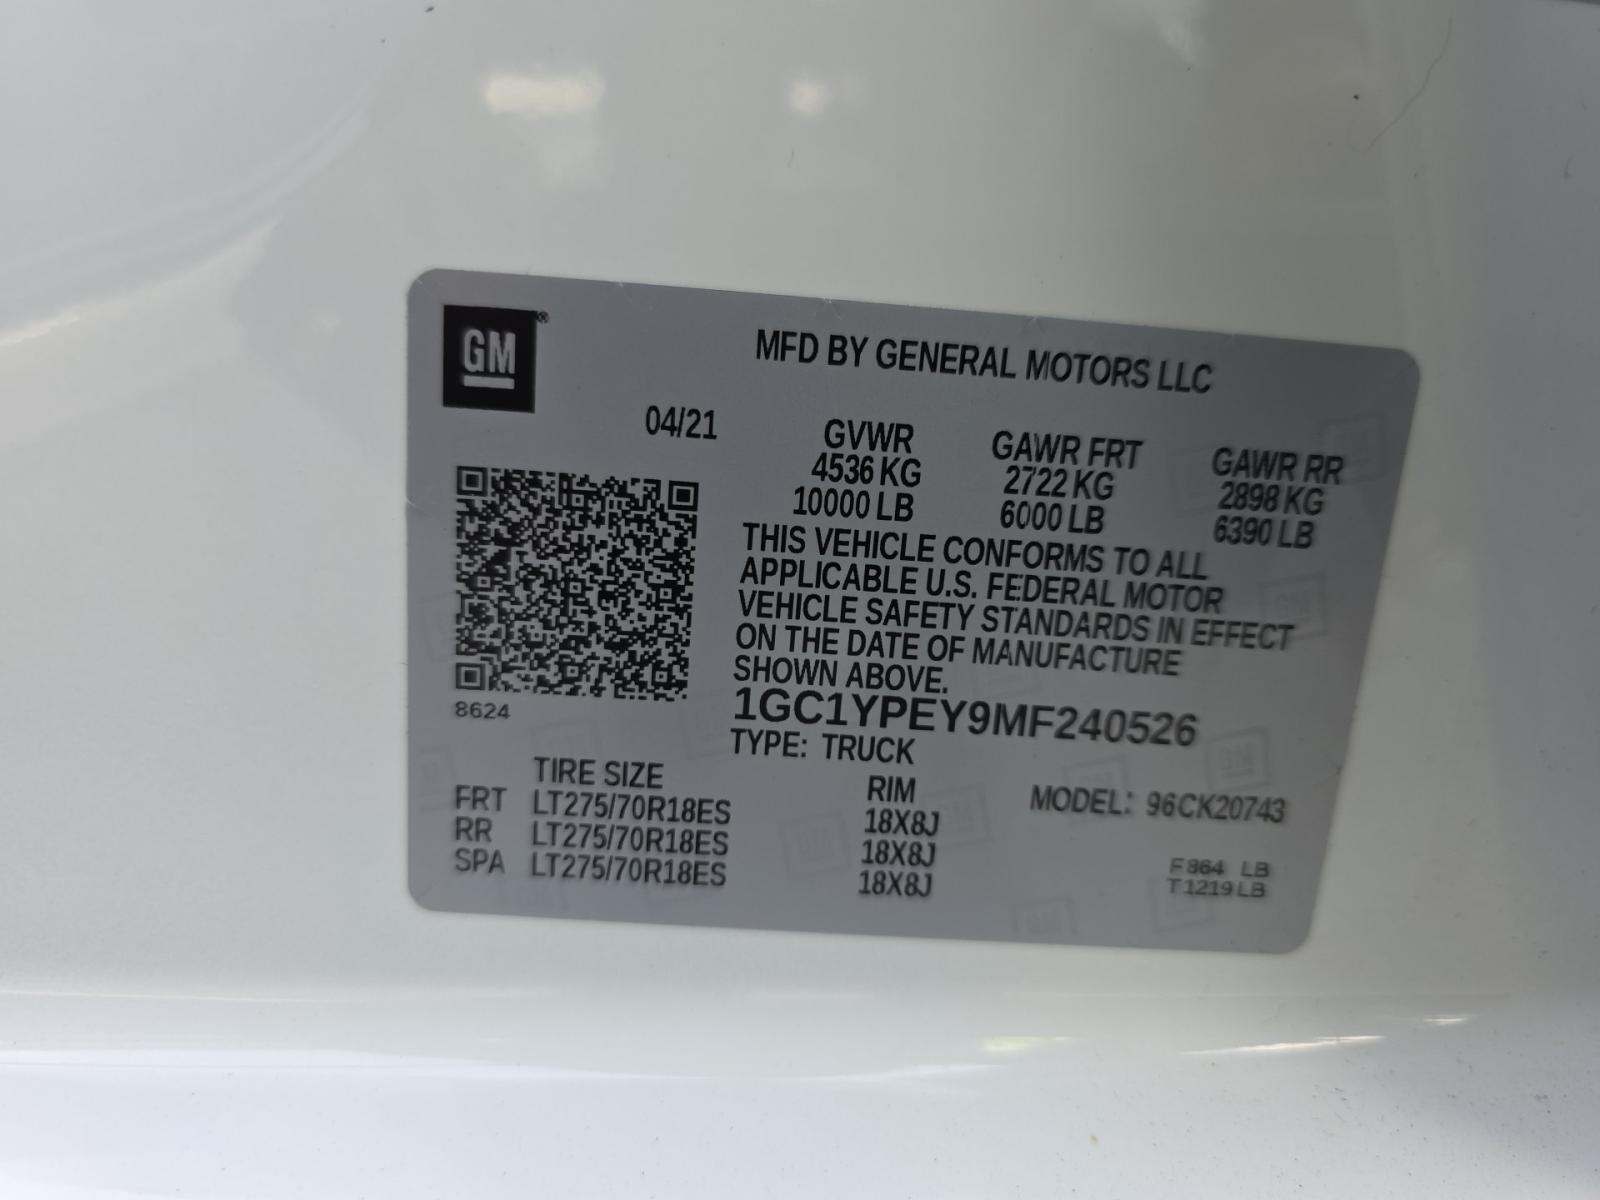 GM®
MFD BY GENERAL MOTORS LLC
04/21
GVWR GAWR FRT GAWR RR
4536 KG 2722 KG 2898 KG
10000 LB 6000 LB 6390 LB
THIS VEHICLE CONFORMS TO ALL
APPLICABLE U.S. FEDERAL MOTOR
VEHICLE SAFETY STANDARDS IN EFFECT
ON THE DATE OF MANUFACTURE
SHOWN ABOVE.
1GC1YPEY9MF240526
TYPE: TRUCK
8624
TIRE SIZE RIM
FRT LT275/70R18ES 18X8J
RR LT275/70R18ES 18X8J
SPA LT275/70R18ES 18X8J
MODEL: 96CK20743
F 864 LB
T 1219 LB